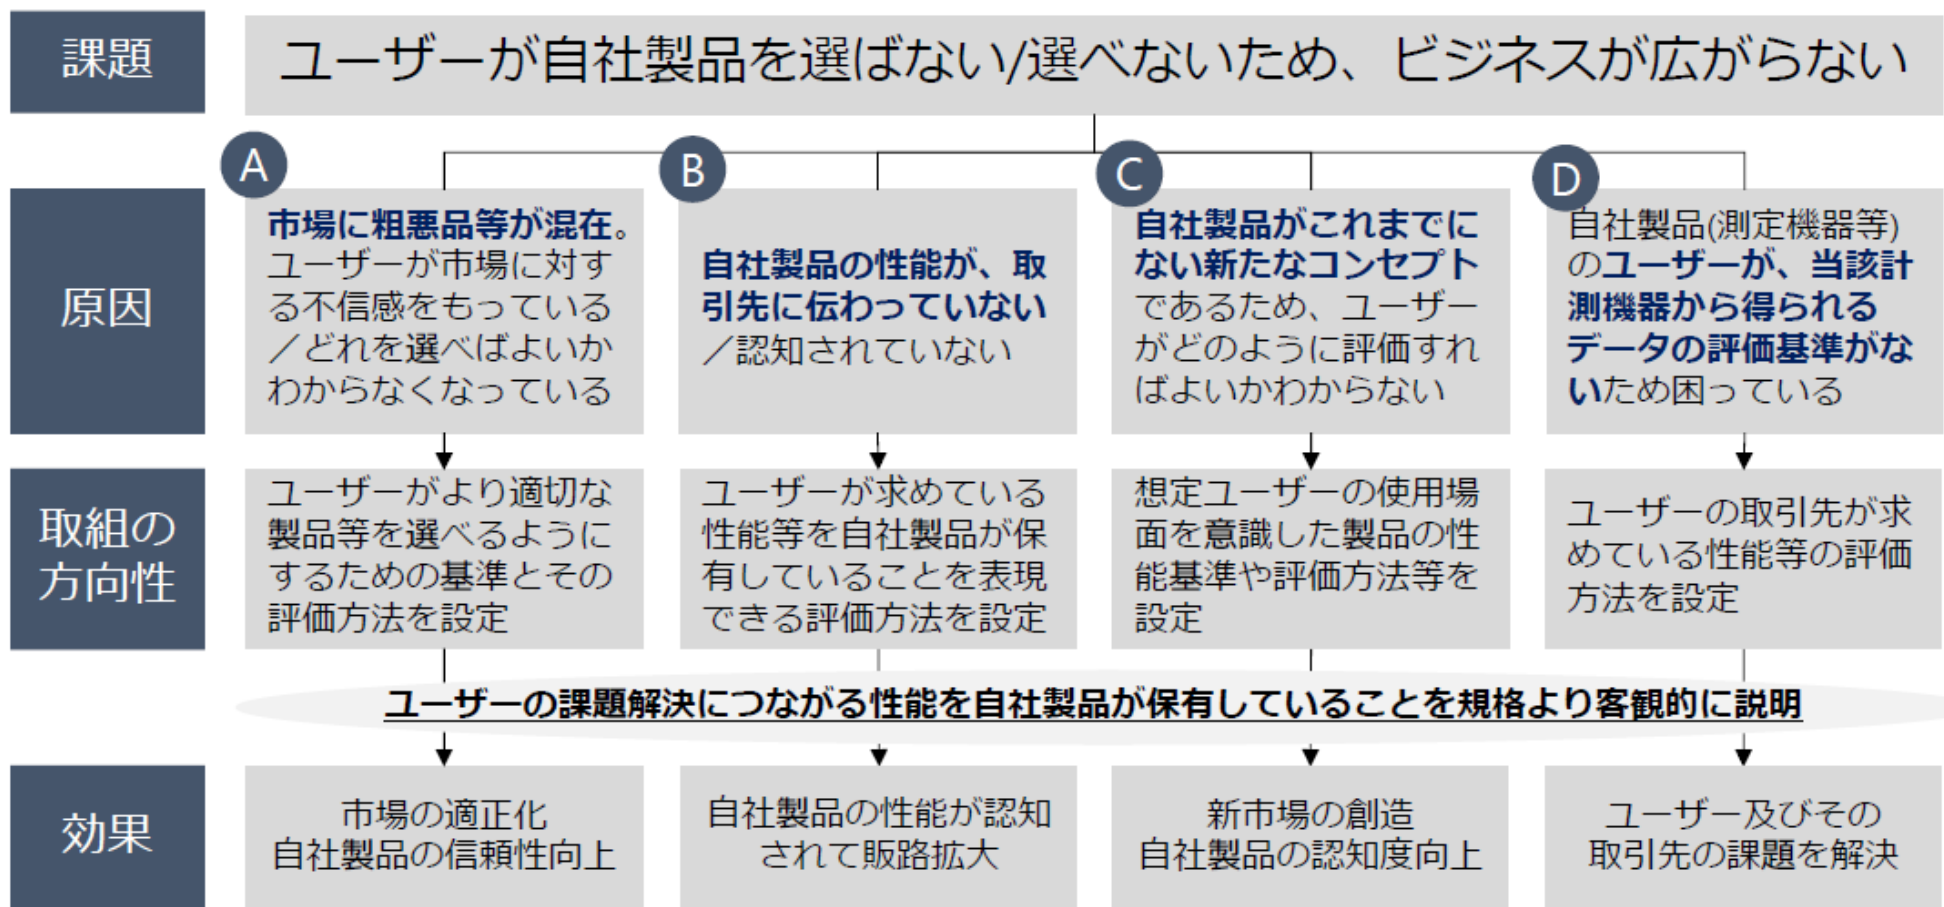 課題
ユーザーが自社製品を選ばない/選べないため、ビジネスが広がらない
原因
A
市場に粗悪品等が混在。
ユーザーが市場に対す
る不信感をもっている
／どれを選べばよいか
わからなくなっている
B
自社製品の性能が、取
引先に伝わっていない
／認知されていない
C
自社製品がこれまでに
ない新たなコンセプト
であるため、ユーザー
がどのように評価すれ
ばよいかわからない
D
自社製品(測定機器等)
のユーザーが、当該計
測機器から得られる
データの評価基準がな
いため困っている
取組の
方向性
ユーザーがより適切な
製品等を選べるように
するための基準とその
評価方法を設定
ユーザーが求めている
性能等を自社製品が保
有していることを表現
できる評価方法を設定
想定ユーザーの使用場
面を意識した製品の性
能基準や評価方法等を
設定
ユーザーの取引先が求
めている性能等の評価
方法を設定
ユーザーの課題解決につながる性能を自社製品が保有していることを規格より客観的に説明
効果
市場の適正化
自社製品の信頼性向上
自社製品の性能が認知
されて販路拡大
新市場の創造
自社製品の認知度向上
ユーザー及びその
取引先の課題を解決